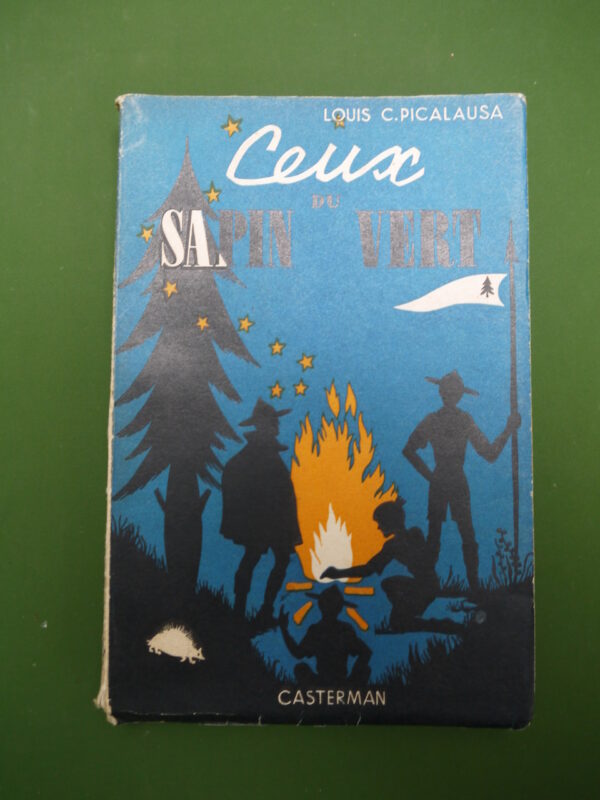 LOUIS C. PICALAUSA
Ceux
DU
SAPIN VERT
CASTERMAN